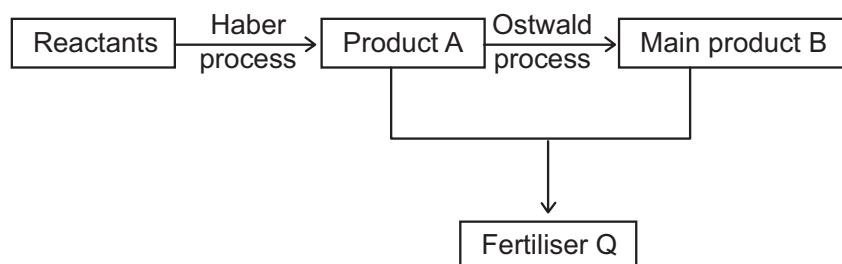 Haber
Ostwald
Reactants
Product A
Main product B
process
process
Fertiliser Q